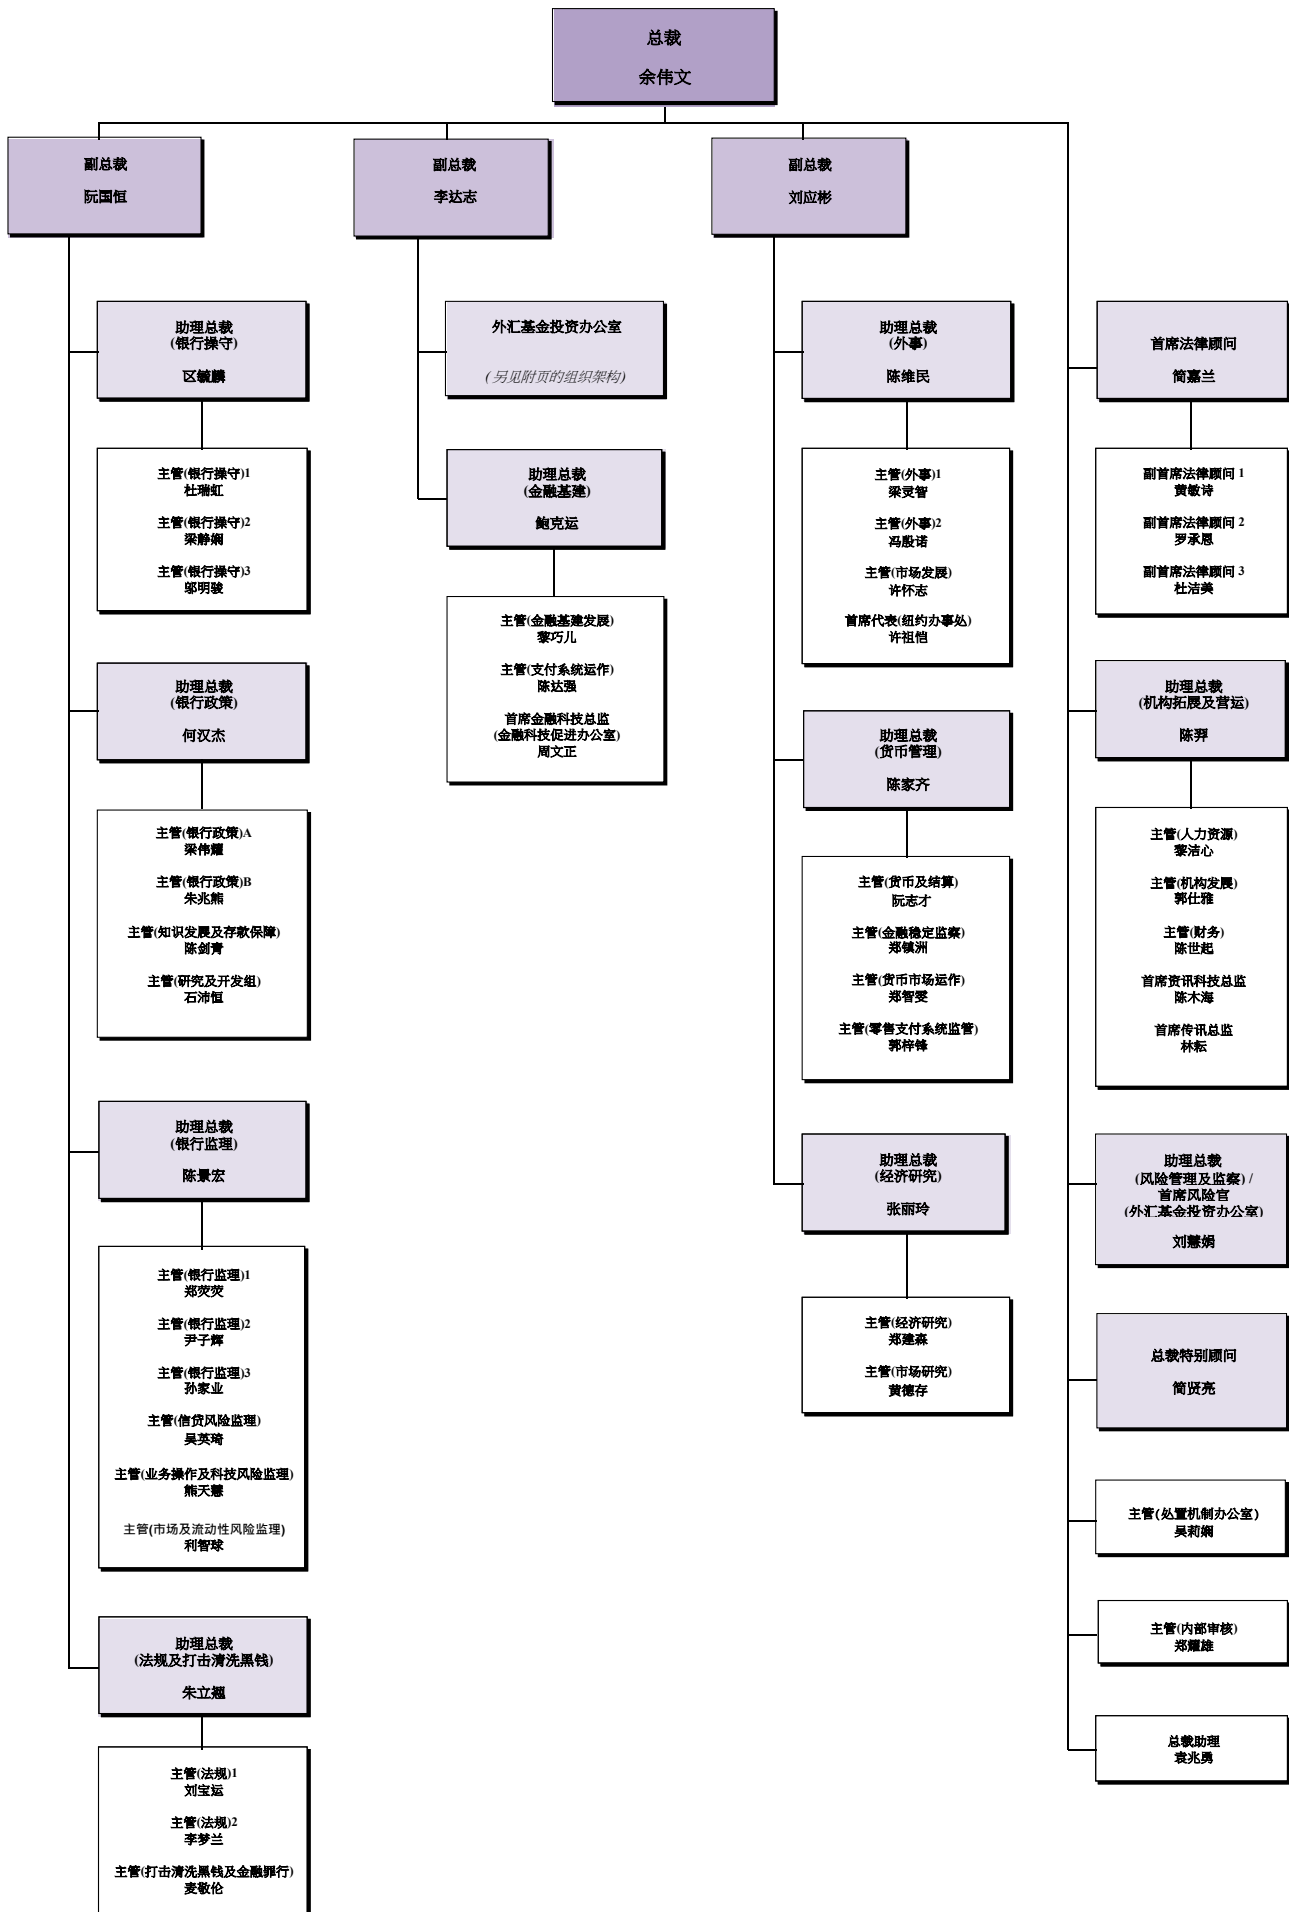 总裁
余伟文
副总裁
阮国恒
助理总裁
(银行操守)
区毓麟
主管(银行操守)1
杜瑞虹
主管(银行操守)2
梁静娴
主管(银行操守)3
邬明骏
助理总裁
(银行政策)
何汉杰
主管(银行政策)A
梁伟耀
主管(银行政策)B
朱兆熊
主管(知识发展及存款保障)
陈剑青
主管(研究及开发组)
石沛恒
助理总裁
(银行监理)
陈景宏
主管(银行监理)1
郑荧荧
主管(银行监理)2
尹子辉
主管(银行监理)3
孙家业
主管(信贷风险监理)
吴英琦
主管(业务操作及科技风险监理)
熊天慧
主管(市场及流动性风险监理)
利智球
助理总裁
(法规及打击清洗黑钱)
朱立翘
主管(法规)1
刘宝运
主管(法规)2
李梦兰
主管(打击清洗黑钱及金融罪行)
麦敬伦
副总裁
李达志
外汇基金投资办公室
(另见附页的组织架构)
助理总裁
(金融基建)
鲍克运
主管(金融基建发展)
黎巧儿
主管(支付系统运作)
陈达强
首席金融科技总监
(金融科技促进办公室)
周文正
副总裁
刘应彬
助理总裁
(外事)
陈维民
主管(外事)1
梁灵智
主管(外事)2
冯殷诺
主管(市场发展)
许怀志
首席代表(纽约办事处)
许祖恺
助理总裁
(货币管理)
陈家齐
主管(货币及结算)
阮志才
主管(金融稳定监察)
郑镇洲
主管(货币市场运作)
郑智雯
主管(零售支付系统监管)
郭梓锋
助理总裁
(经济研究)
张丽玲
主管(经济研究)
郑建森
主管(市场研究)
黄德存
首席法律顾问
简嘉兰
副首席法律顾问 1
黄敏诗
副首席法律顾问 2
罗承恩
副首席法律顾问 3
杜洁美
助理总裁
(机构拓展及营运)
陈羿
主管(人力资源)
黎洁心
主管(机构发展)
郭仕雅
主管(财务)
陈世起
首席资讯科技总监
陈木海
首席传讯总监
林耘
助理总裁
(风险管理及监察) /
首席风险官
(外汇基金投资办公室)
刘慧娟
总裁特别顾问
简贤亮
主管(处置机制办公室)
吴莉娴
主管(内部审核)
郑耀雄
总裁助理
袁兆勇